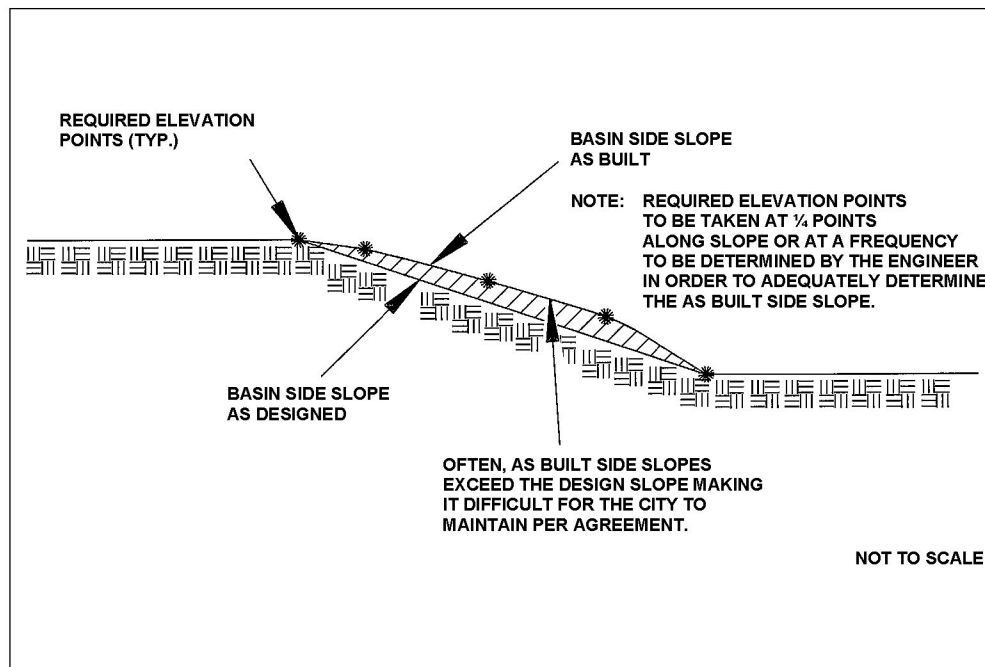 REQUIRED ELEVATION
POINTS (TYP.)
BASIN SIDE SLOPE
AS BUILT
NOTE: REQUIRED ELEVATION POINTS
TO BE TAKEN AT ¼ POINTS
ALONG SLOPE OR AT A FREQUENCY
TO BE DETERMINED BY THE ENGINEER
IN ORDER TO ADEQUATELY DETERMINE
THE AS BUILT SIDE SLOPE.
BASIN SIDE SLOPE
AS DESIGNED
OFTEN, AS BUILT SIDE SLOPES
EXCEED THE DESIGN SLOPE MAKING
IT DIFFICULT FOR THE CITY TO
MAINTAIN PER AGREEMENT.
NOT TO SCALE